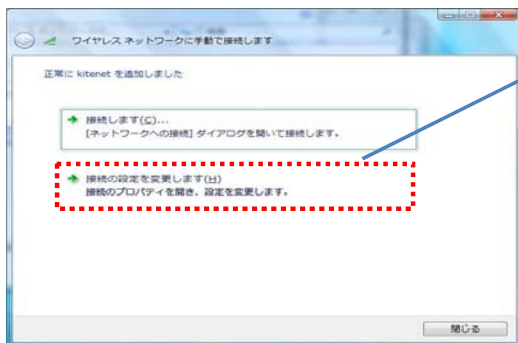 ワイヤレス ネットワークに手動で接続します
正常に kitenet を追加しました
接続します(C)...
[ネットワークへの接続] ダイアログを開いて接続します。
接続の設定を変更します(H)
接続のプロパティを開き、設定を変更します。
閉じる